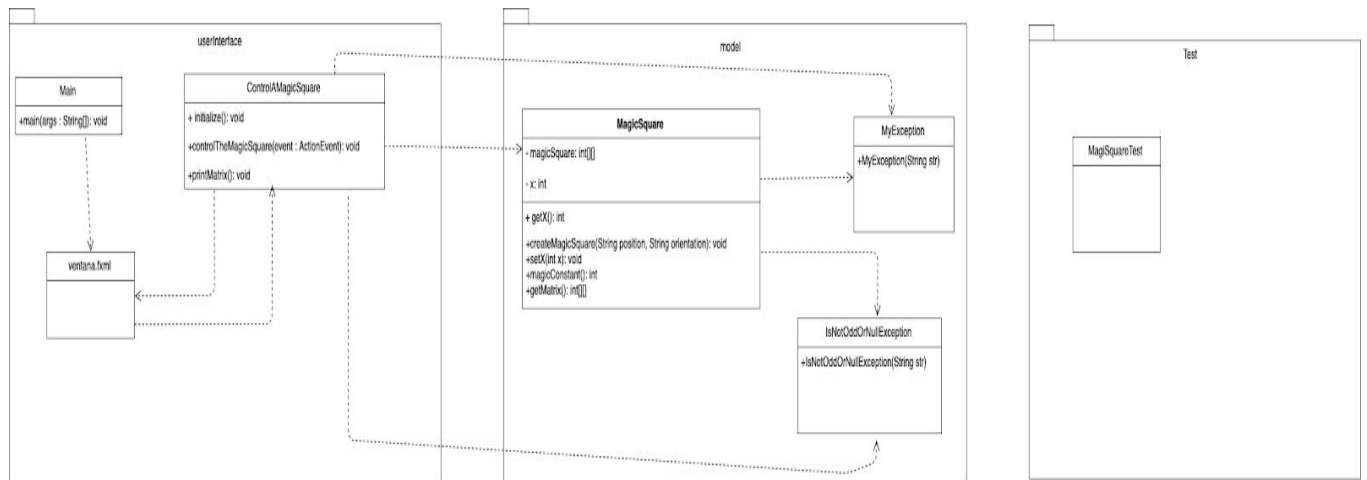 userInterface
Main
+main(args : String[]): void
ControlAMagicSquare
+ initialize(): void
+controlTheMagicSquare(event : ActionEvent): void
+printMatrix(): void
ventana.fxml
model
MagicSquare
- magicSquare: int[][]
- x: int
+ getX(): int
+createMagicSquare(String position, String orientation): void
+setX(int x): void
+magicConstant(): int
+getMatrix(): int[][]
MyException
+MyException(String str)
IsNotOddOrNullException
+IsNotOddOrNullException(String str)
Test
MagiSquareTest